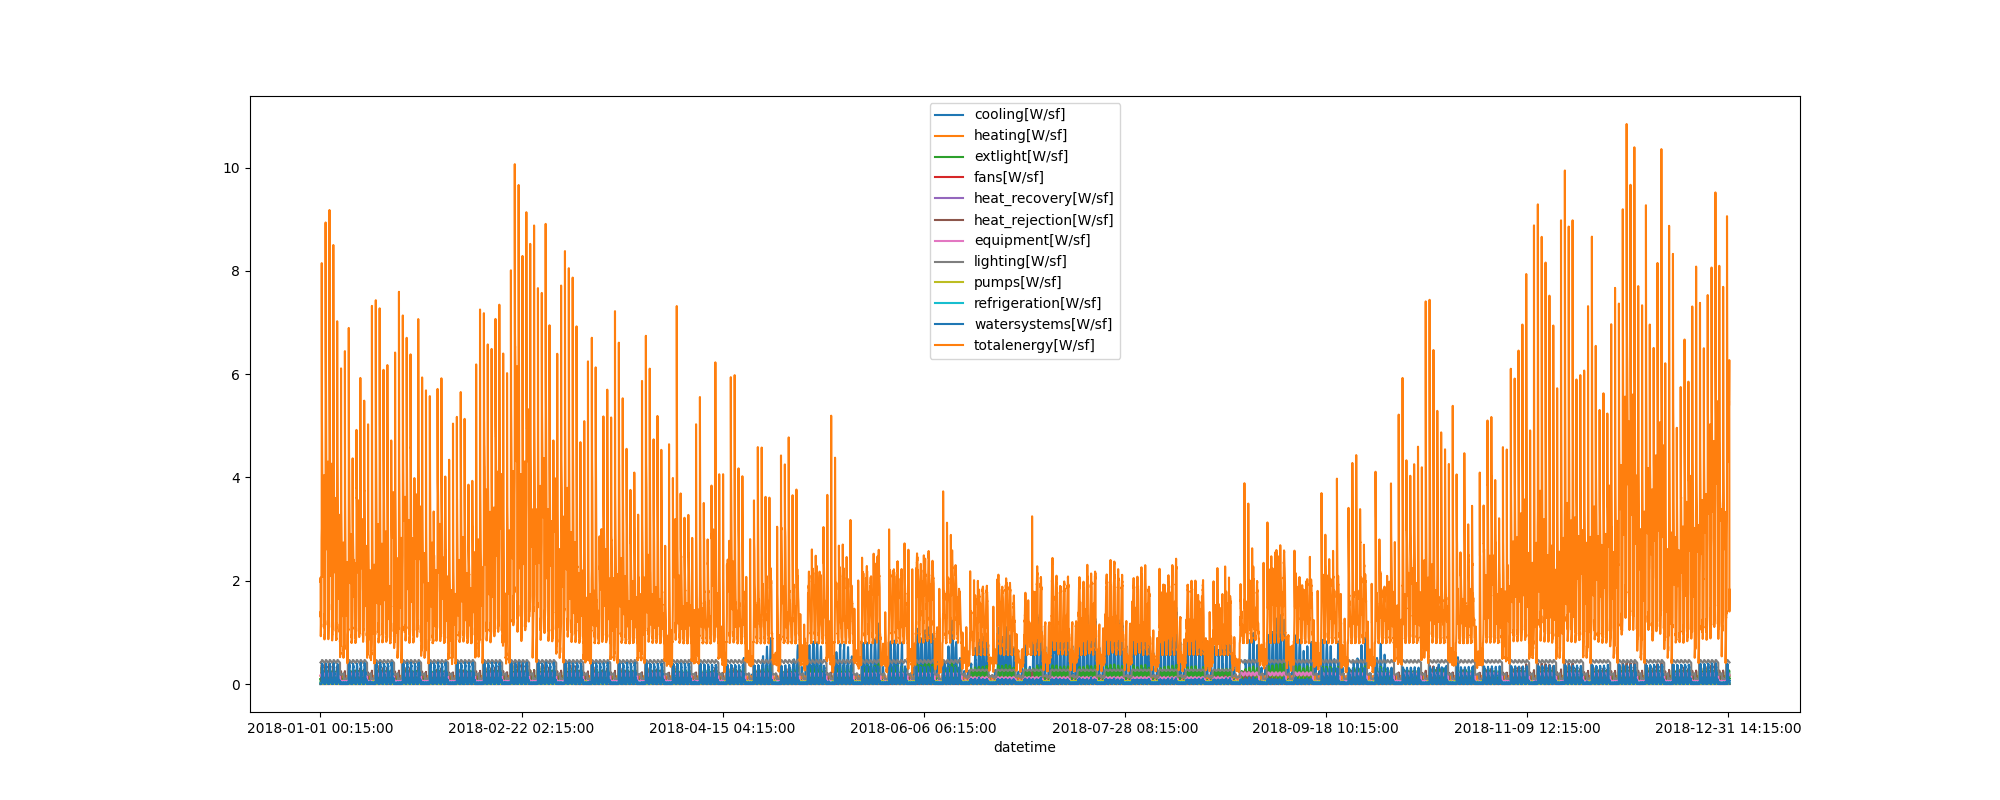 cooling[W/sf]
heating[W/sf]
extlight[W/sf]
fans[W/sf]
heat_recovery[W/sf]
heat_rejection[W/sf]
equipment[W/sf]
lighting[W/sf]
pumps[W/sf]
refrigeration[W/sf]
watersystems[W/sf]
totalenergy[W/sf]
10
8
6
4
2
0
2018-01-01 00:15:00 2018-02-22 02:15:00 2018-04-15 04:15:00 2018-06-06 06:15:00 2018-07-28 08:15:00 2018-09-18 10:15:00 2018-11-09 12:15:00 2018-12-31 14:15:00
datetime